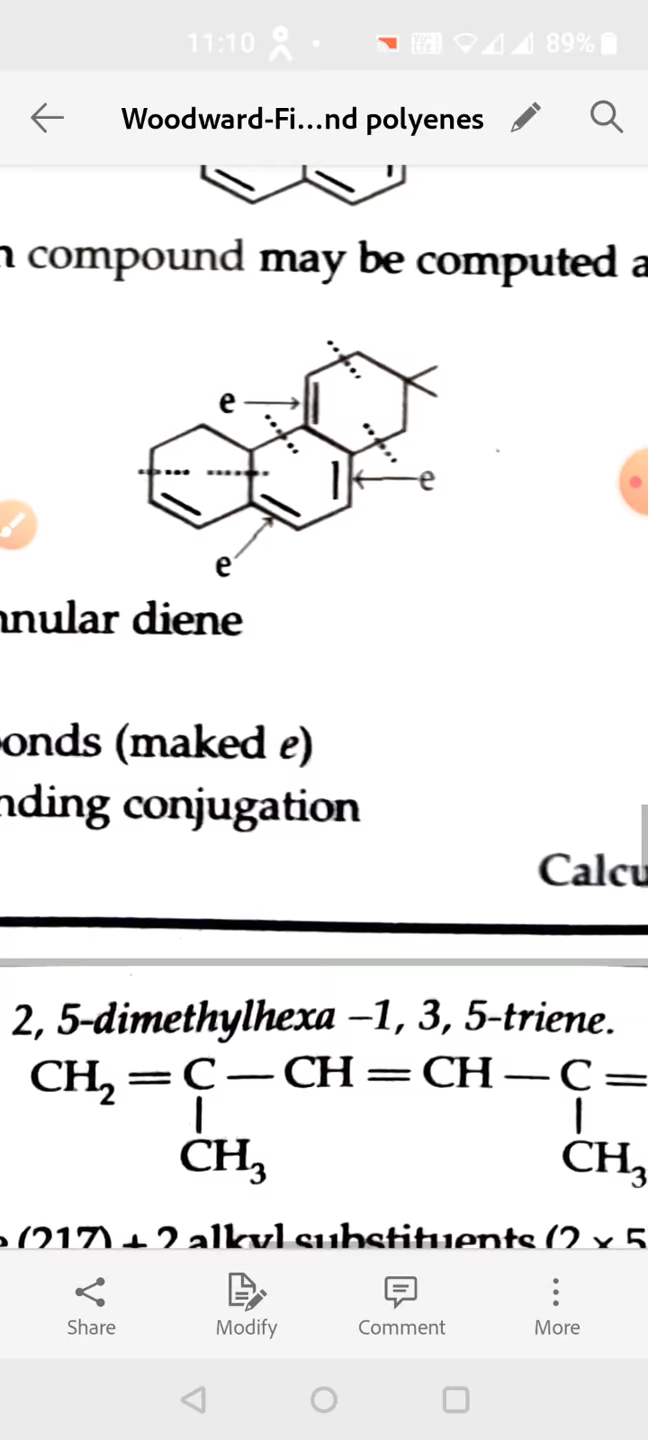 11:10 89%
Woodward-Fi...nd polyenes
n compound may be computed a
e
e
e
nnular diene
onds (maked e)
nding conjugation
Calcu
2, 5-dimethylhexa –1, 3, 5-triene.
CH₂ = C — CH = CH — C =
CH₃ CH₃
(217) + 2 alkyl substituents (2 × 5
Share Modify Comment More